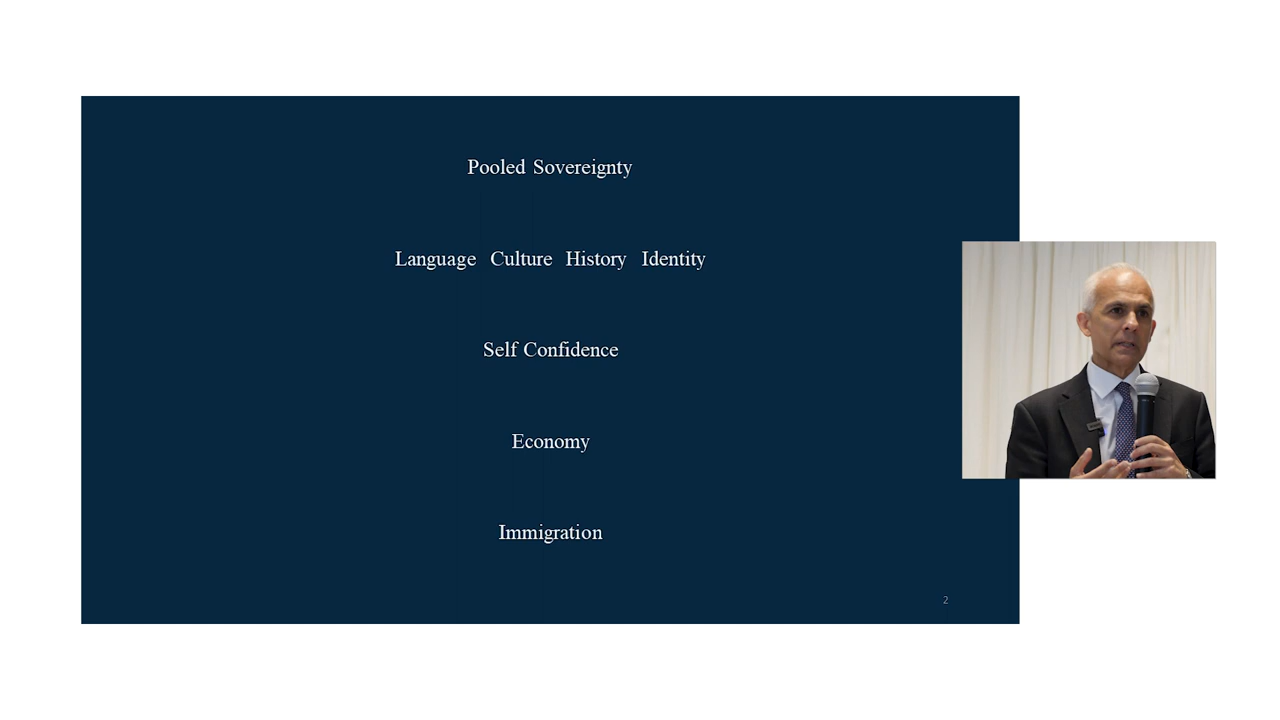 Pooled Sovereignty
Language Culture History Identity
Self Confidence
Economy
Immigration
2